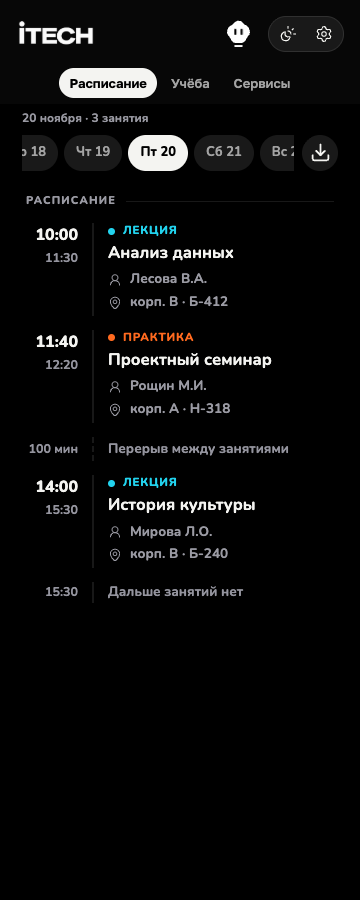 iTECH
Расписание Учёба Сервисы
20 ноября · 3 занятия
18 Чт 19 Пт 20 Сб 21 Вс
РАСПИСАНИЕ
10:00 ЛЕКЦИЯ
11:30 Анализ данных
Лесова В.А.
корп. В · Б-412
11:40 ПРАКТИКА
12:20 Проектный семинар
Рощин М.И.
корп. А · Н-318
100 мин Перерыв между занятиями
14:00 ЛЕКЦИЯ
15:30 История культуры
Мирова Л.О.
корп. В · Б-240
15:30 Дальше занятий нет